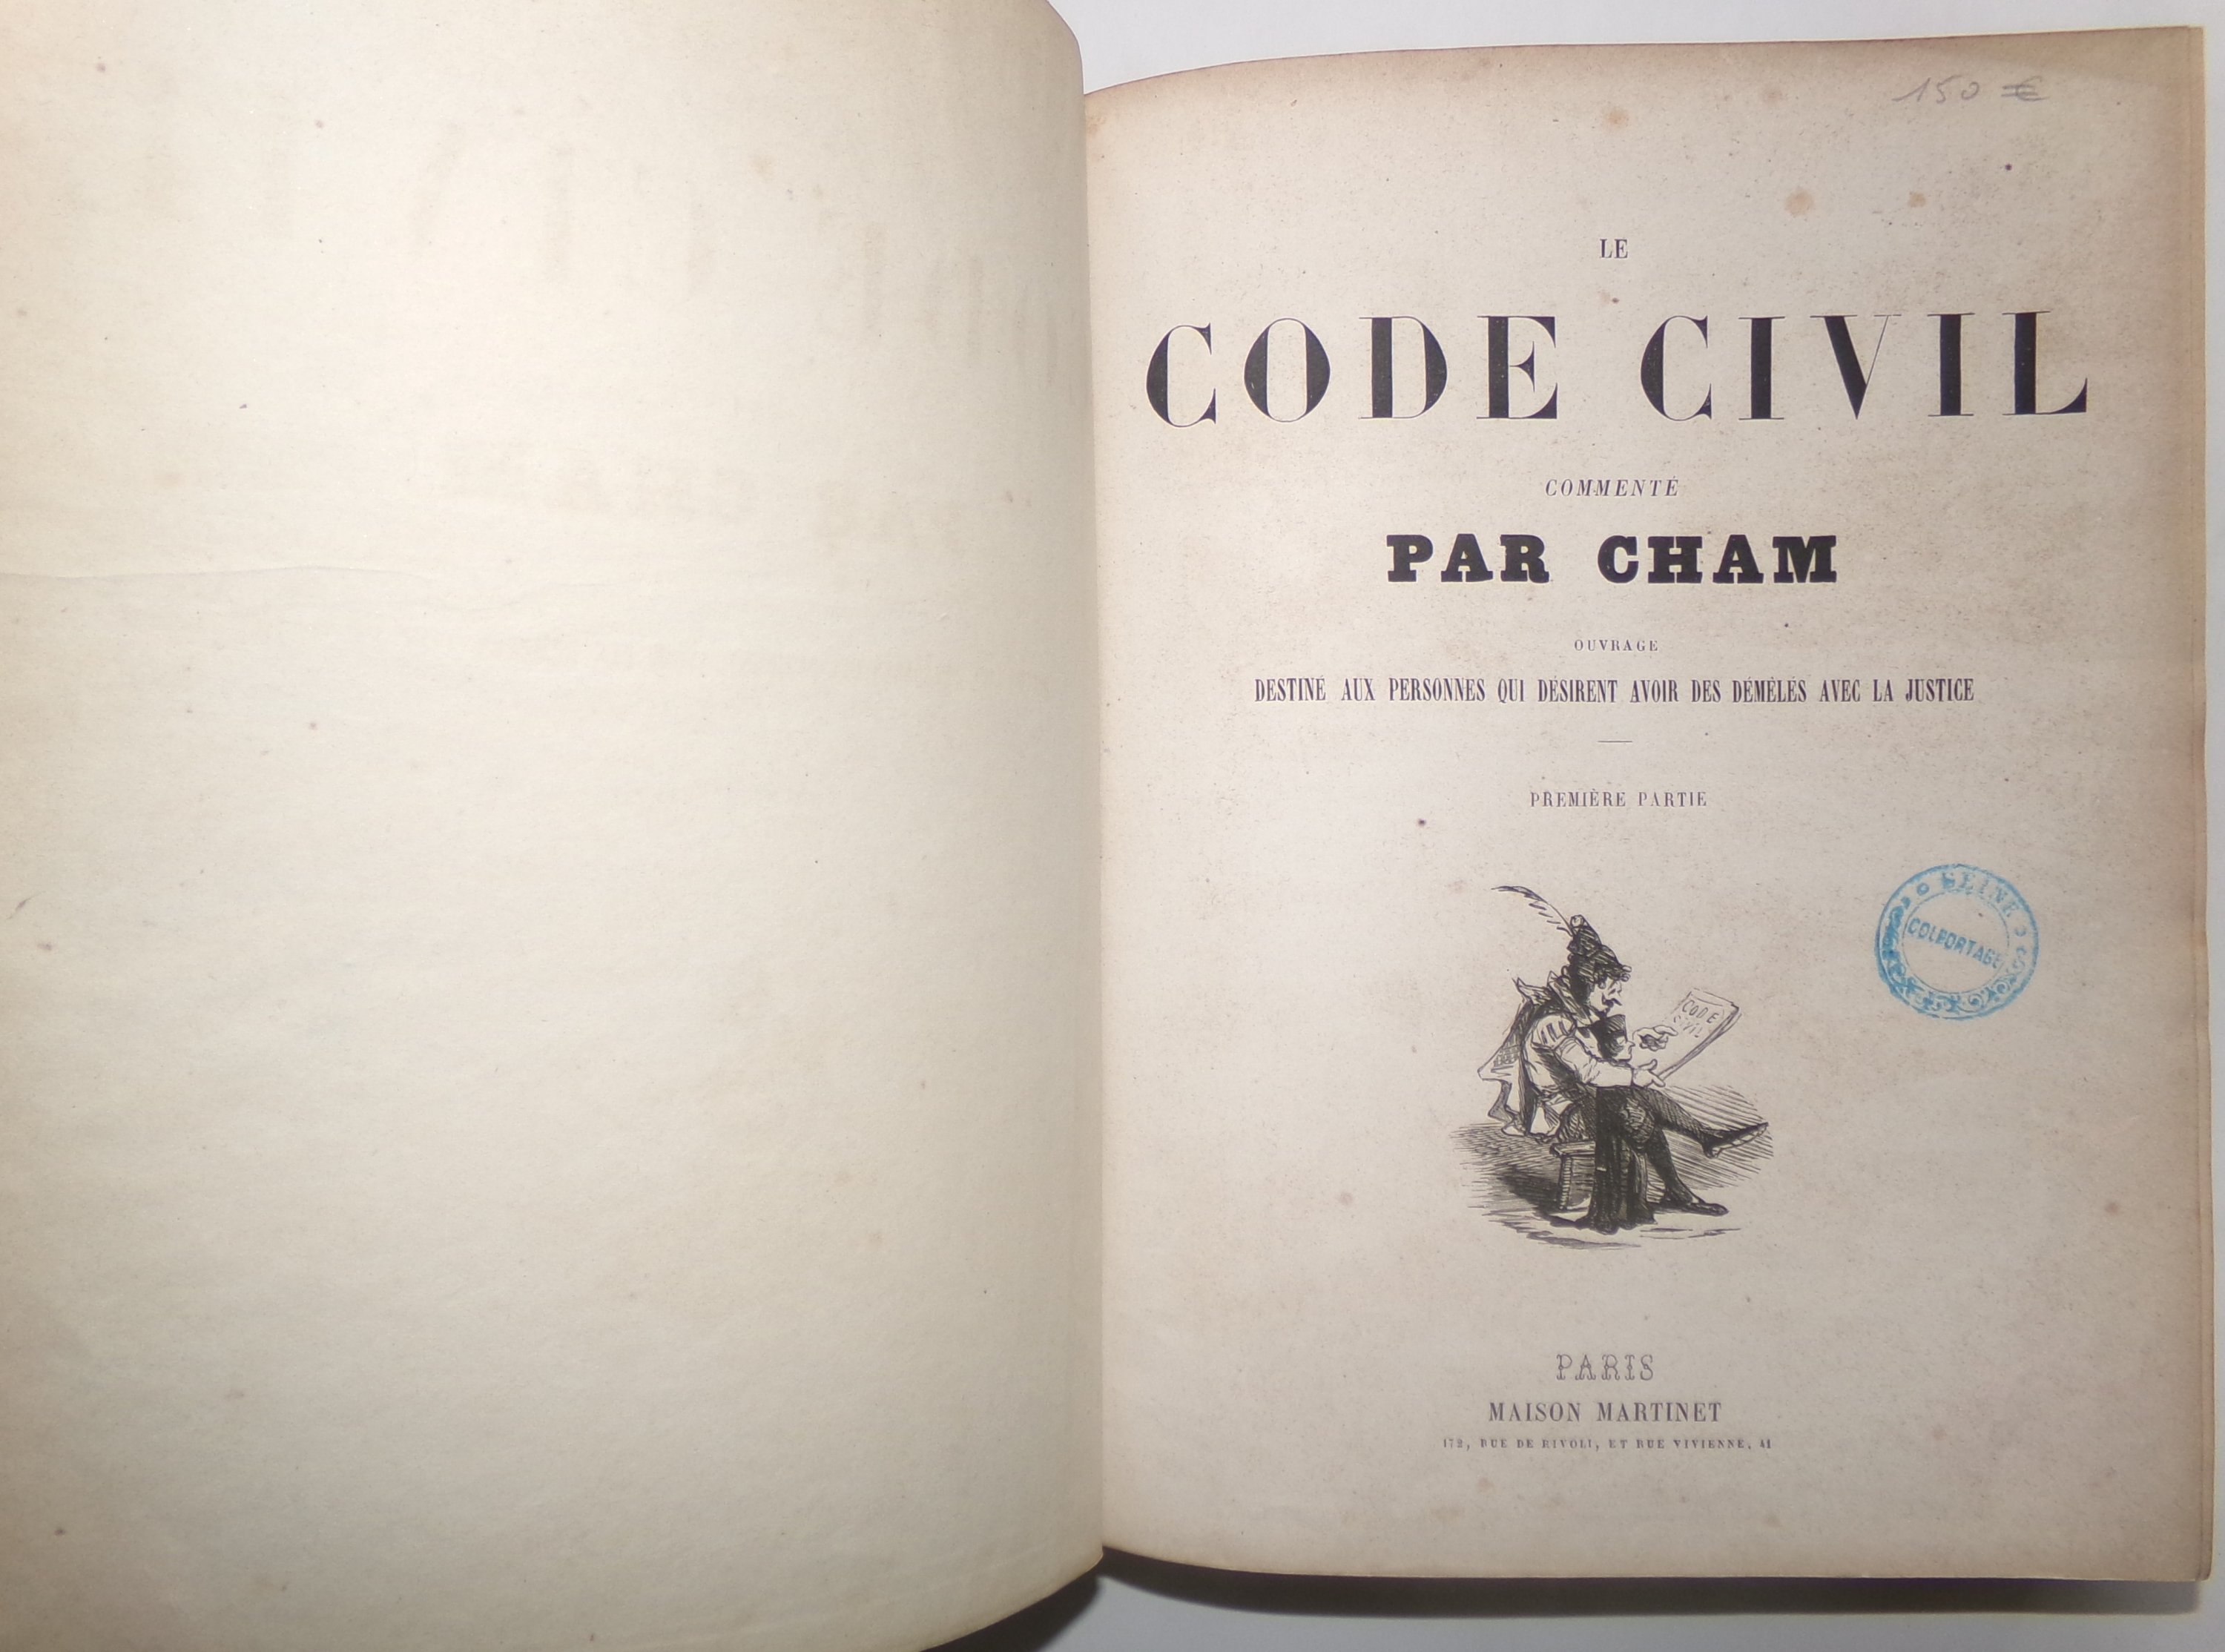 150 €
LE
CODE CIVIL
COMMENTÉ
PAR CHAM
OUVRAGE
DESTINÉ AUX PERSONNES QUI DÉSIRENT AVOIR DES DÉMÊLÉS AVEC LA JUSTICE
PREMIÈRE PARTIE
SEINE
COLPORTAGE
CODE
CIVIL
PARIS
MAISON MARTINET
172, RUE DE RIVOLI, ET RUE VIVIENNE, 41